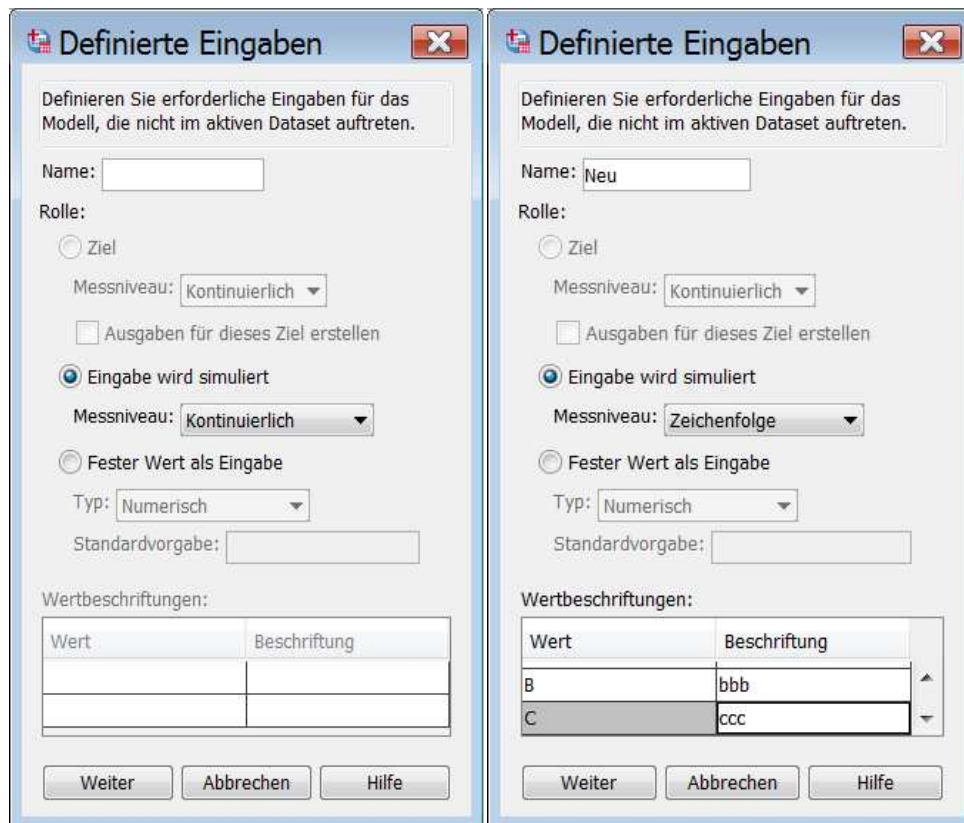 Definierte Eingaben
Definieren Sie erforderliche Eingaben für das
Modell, die nicht im aktiven Dataset auftreten.
Name:
Rolle:
Ziel
Messniveau: Kontinuierlich
Ausgaben für dieses Ziel erstellen
Eingabe wird simuliert
Messniveau: Kontinuierlich
Fester Wert als Eingabe
Typ: Numerisch
Standardvorgabe:
Wertbeschriftungen:
Wert Beschriftung
Weiter Abbrechen Hilfe
Definierte Eingaben
Definieren Sie erforderliche Eingaben für das
Modell, die nicht im aktiven Dataset auftreten.
Name: Neu
Rolle:
Ziel
Messniveau: Kontinuierlich
Ausgaben für dieses Ziel erstellen
Eingabe wird simuliert
Messniveau: Zeichenfolge
Fester Wert als Eingabe
Typ: Numerisch
Standardvorgabe:
Wertbeschriftungen:
Wert Beschriftung
B bbb
C ccc
Weiter Abbrechen Hilfe